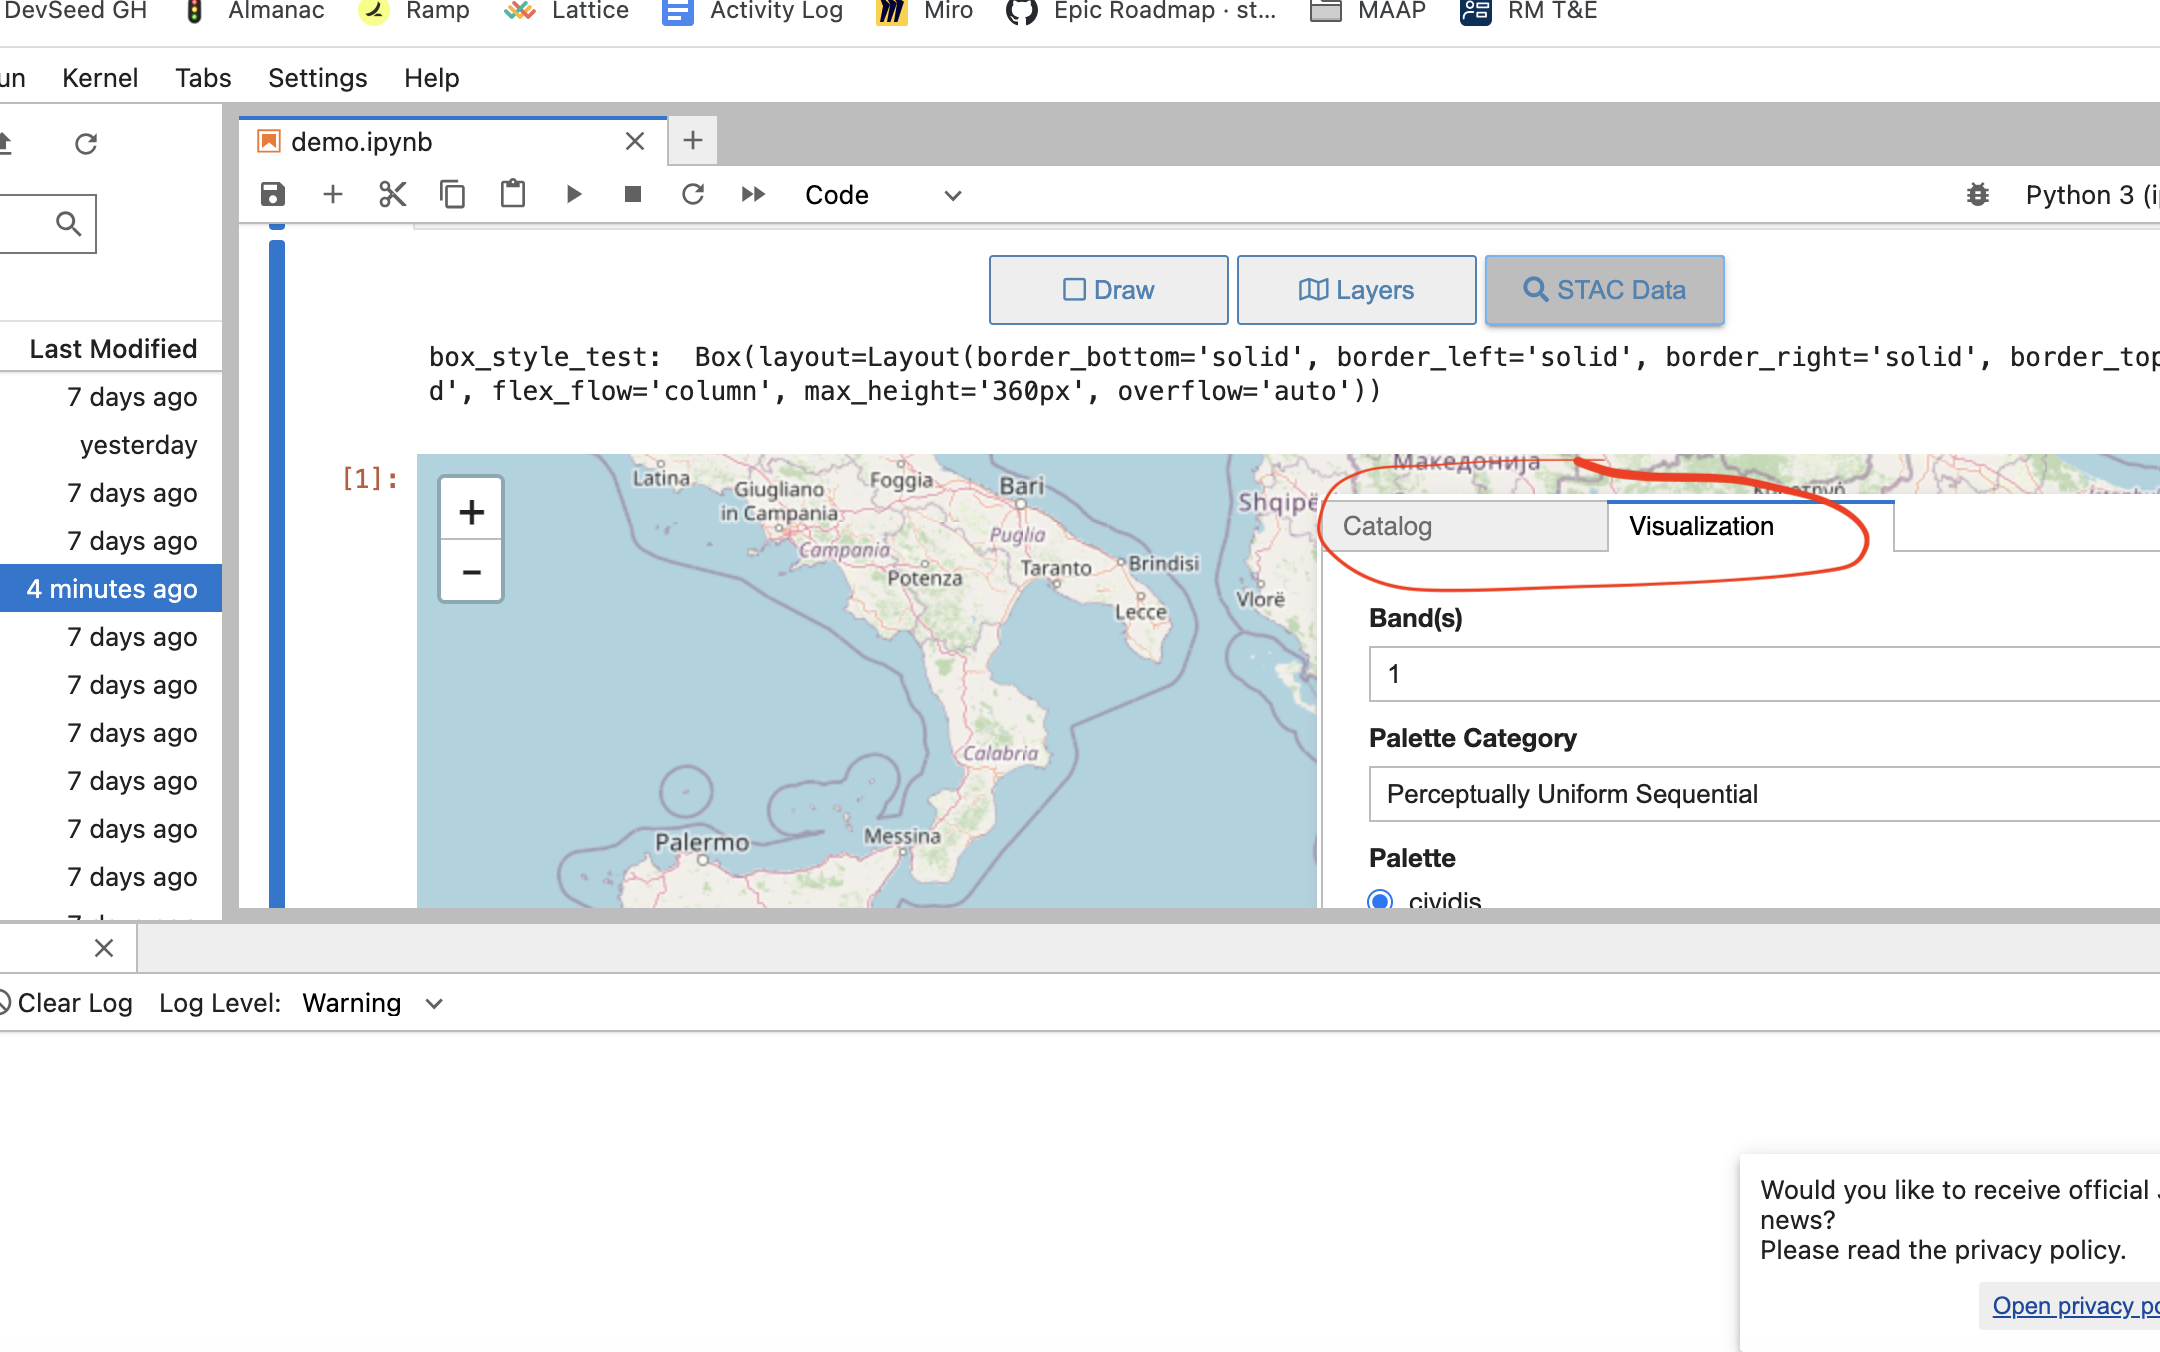 DevSeed GH Almanac Ramp Lattice Activity Log Miro Epic Roadmap · st... MAAP RM T&E
un Kernel Tabs Settings Help
demo.ipynb
Code
Python 3 (i
Draw Layers STAC Data
box_style_test:  Box(layout=Layout(border_bottom='solid', border_left='solid', border_right='solid', border_top
d', flex_flow='column', max_height='360px', overflow='auto'))
Last Modified
7 days ago
yesterday
7 days ago
7 days ago
4 minutes ago
7 days ago
7 days ago
7 days ago
7 days ago
7 days ago
7 days ago
[1]:
+
−
Latina
Giugliano
in Campania
Foggia
Bari
Puglia
Campania
Potenza
Taranto
Brindisi
Lecce
Shqipë
Vlorë
Македонија
Calabria
Palermo
Messina
Catalog Visualization
Band(s)
1
Palette Category
Perceptually Uniform Sequential
Palette
cividis
Clear Log Log Level: Warning
Would you like to receive official
news?
Please read the privacy policy.
Open privacy po